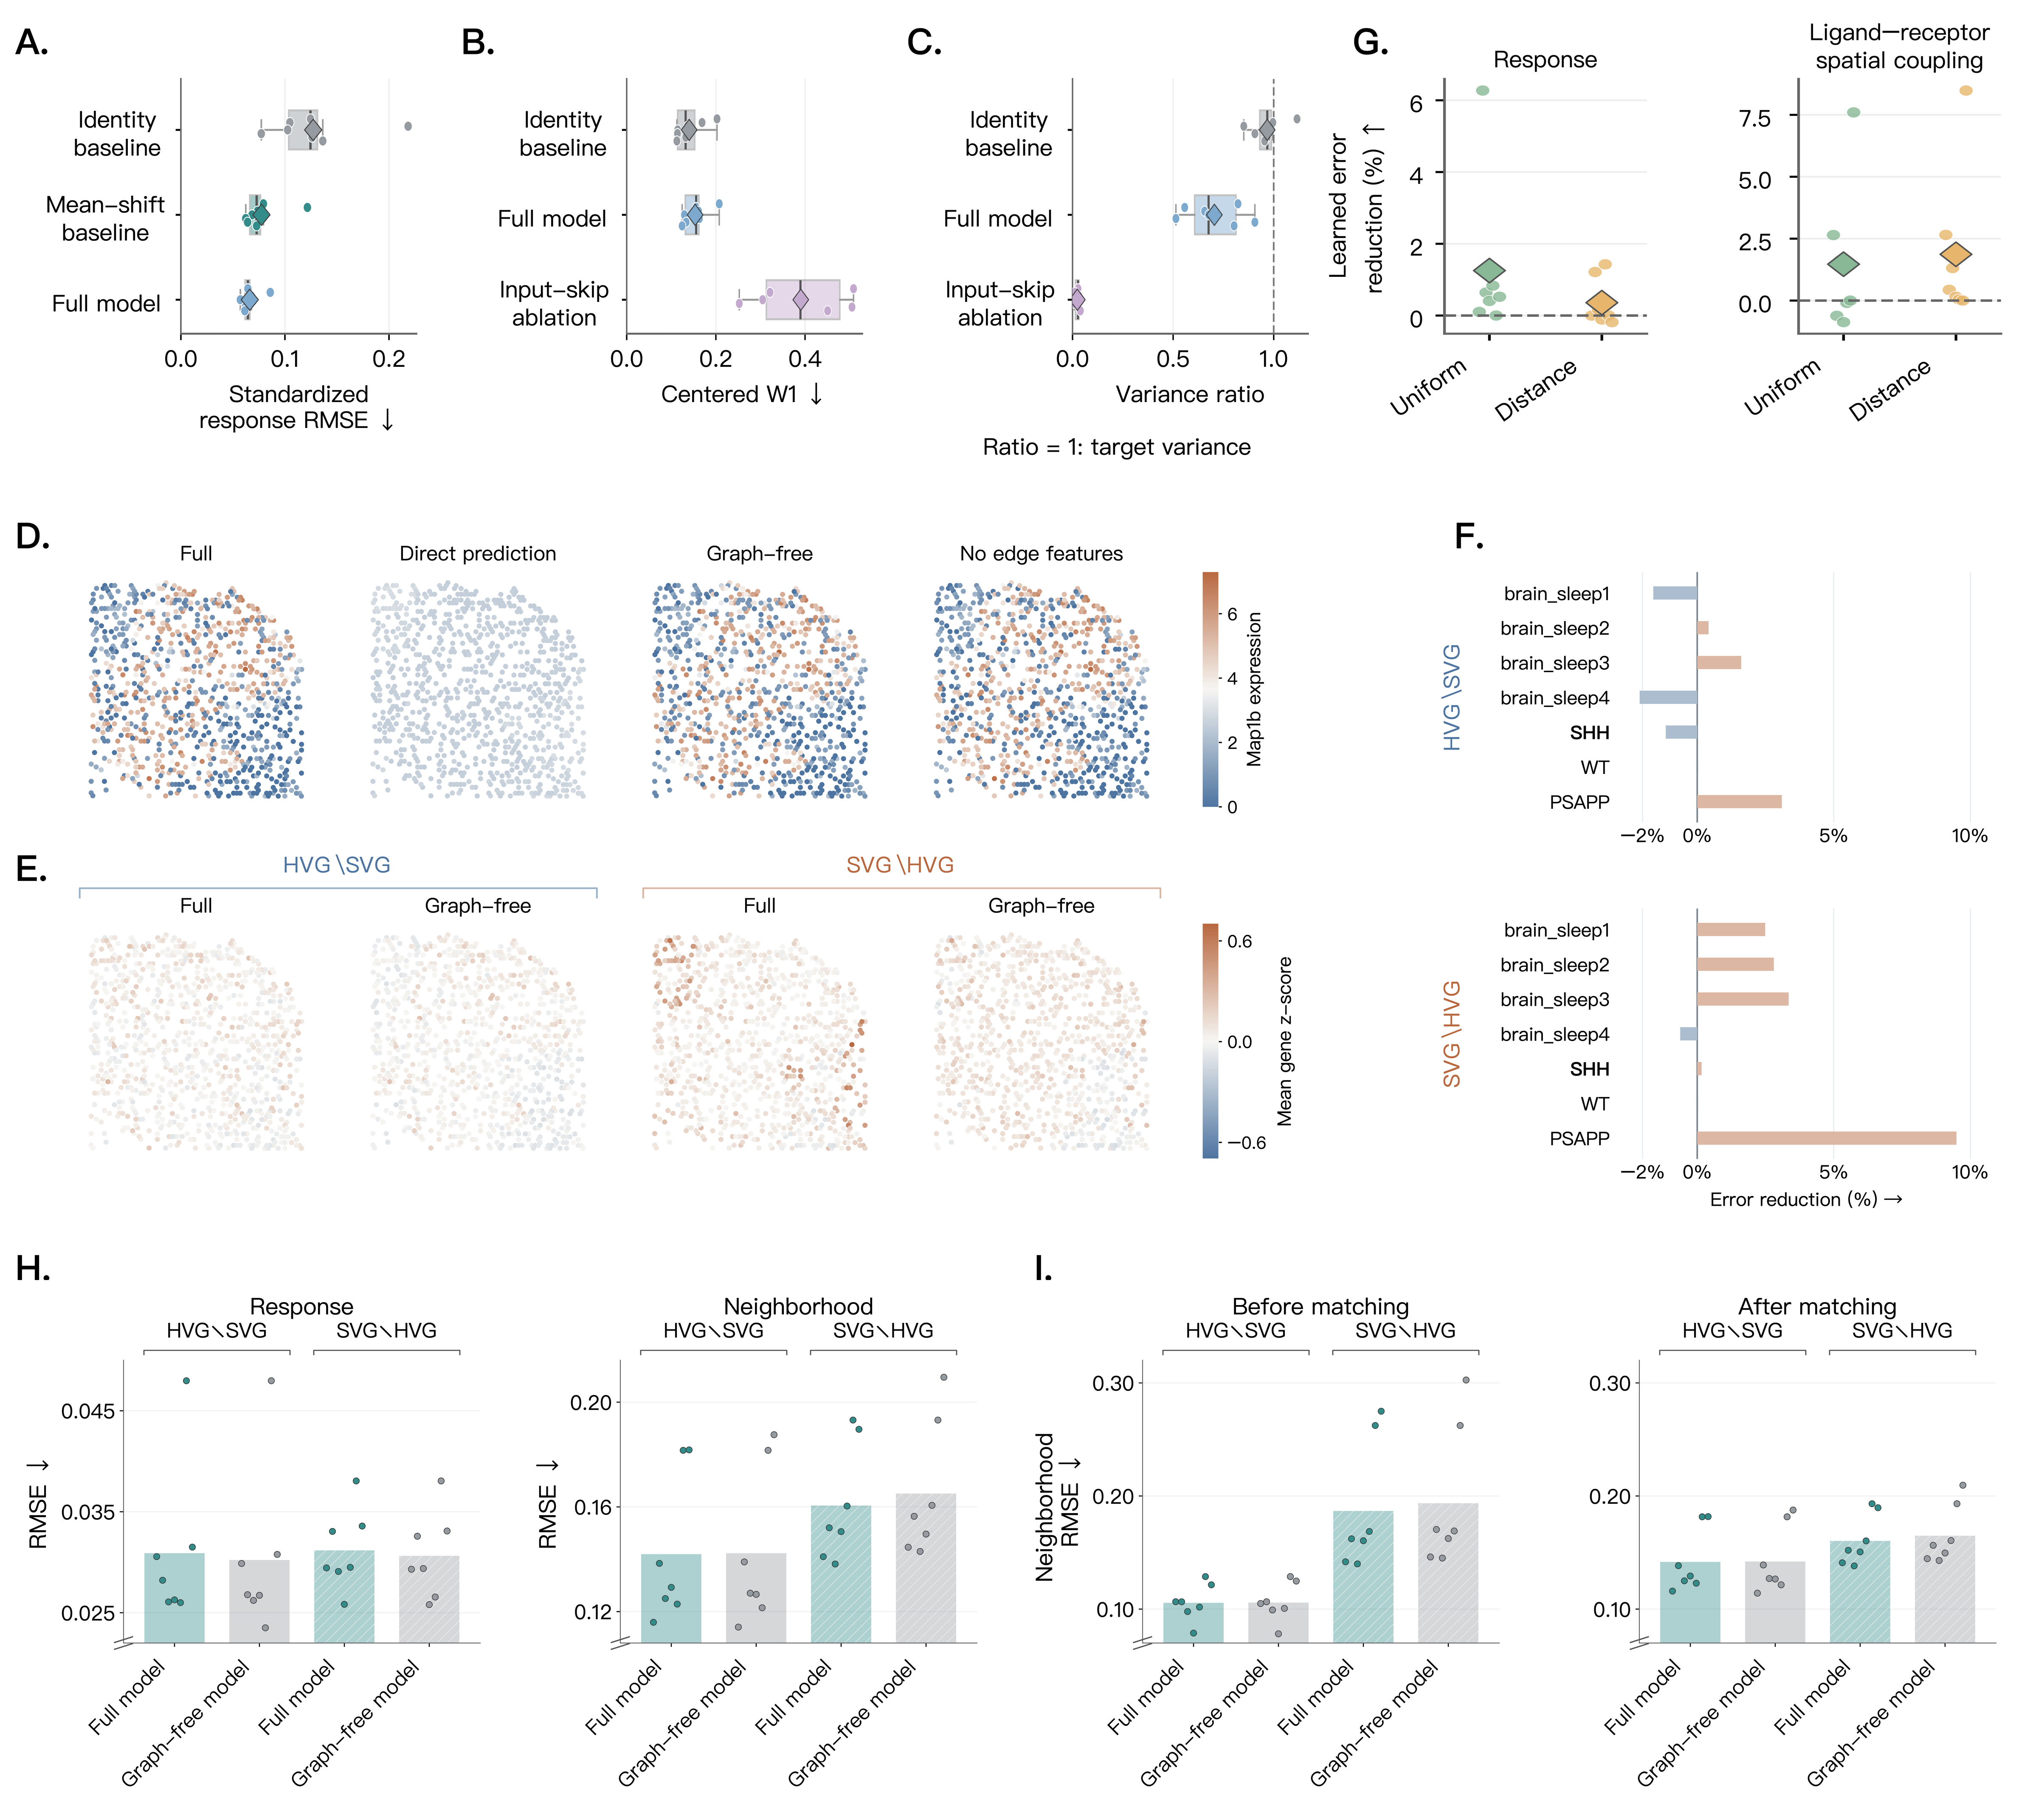 A.
Identity
baseline
Mean-shift
baseline
Full model
0.0
0.1
0.2
Standardized
response RMSE ↓
B.
Identity
baseline
Full model
Input-skip
ablation
0.0
0.2
0.4
Centered W1 ↓
C.
Identity
baseline
Full model
Input-skip
ablation
0.0
0.5
1.0
Variance ratio
Ratio = 1: target variance
G.
Response
Learned error
reduction (%) ↑
6
4
2
0
Uniform
Distance
Ligand-receptor
spatial coupling
7.5
5.0
2.5
0.0
Uniform
Distance
D.
Full
Direct prediction
Graph-free
No edge features
6
4
2
0
Map1b expression
E.
HVG\SVG
SVG\HVG
Full
Graph-free
Full
Graph-free
0.6
0.0
−0.6
Mean gene z-score
F.
HVG\SVG
brain_sleep1
brain_sleep2
brain_sleep3
brain_sleep4
SHH
WT
PSAPP
−2%
0%
5%
10%
SVG\HVG
brain_sleep1
brain_sleep2
brain_sleep3
brain_sleep4
SHH
WT
PSAPP
−2%
0%
5%
10%
Error reduction (%) →
H.
Response
HVG\SVG
SVG\HVG
RMSE ↓
0.045
0.035
0.025
Full model
Graph-free model
Full model
Graph-free model
Neighborhood
HVG\SVG
SVG\HVG
RMSE ↓
0.20
0.16
0.12
Full model
Graph-free model
Full model
Graph-free model
I.
Before matching
HVG\SVG
SVG\HVG
Neighborhood
RMSE ↓
0.30
0.20
0.10
Full model
Graph-free model
Full model
Graph-free model
After matching
HVG\SVG
SVG\HVG
0.30
0.20
0.10
Full model
Graph-free model
Full model
Graph-free model